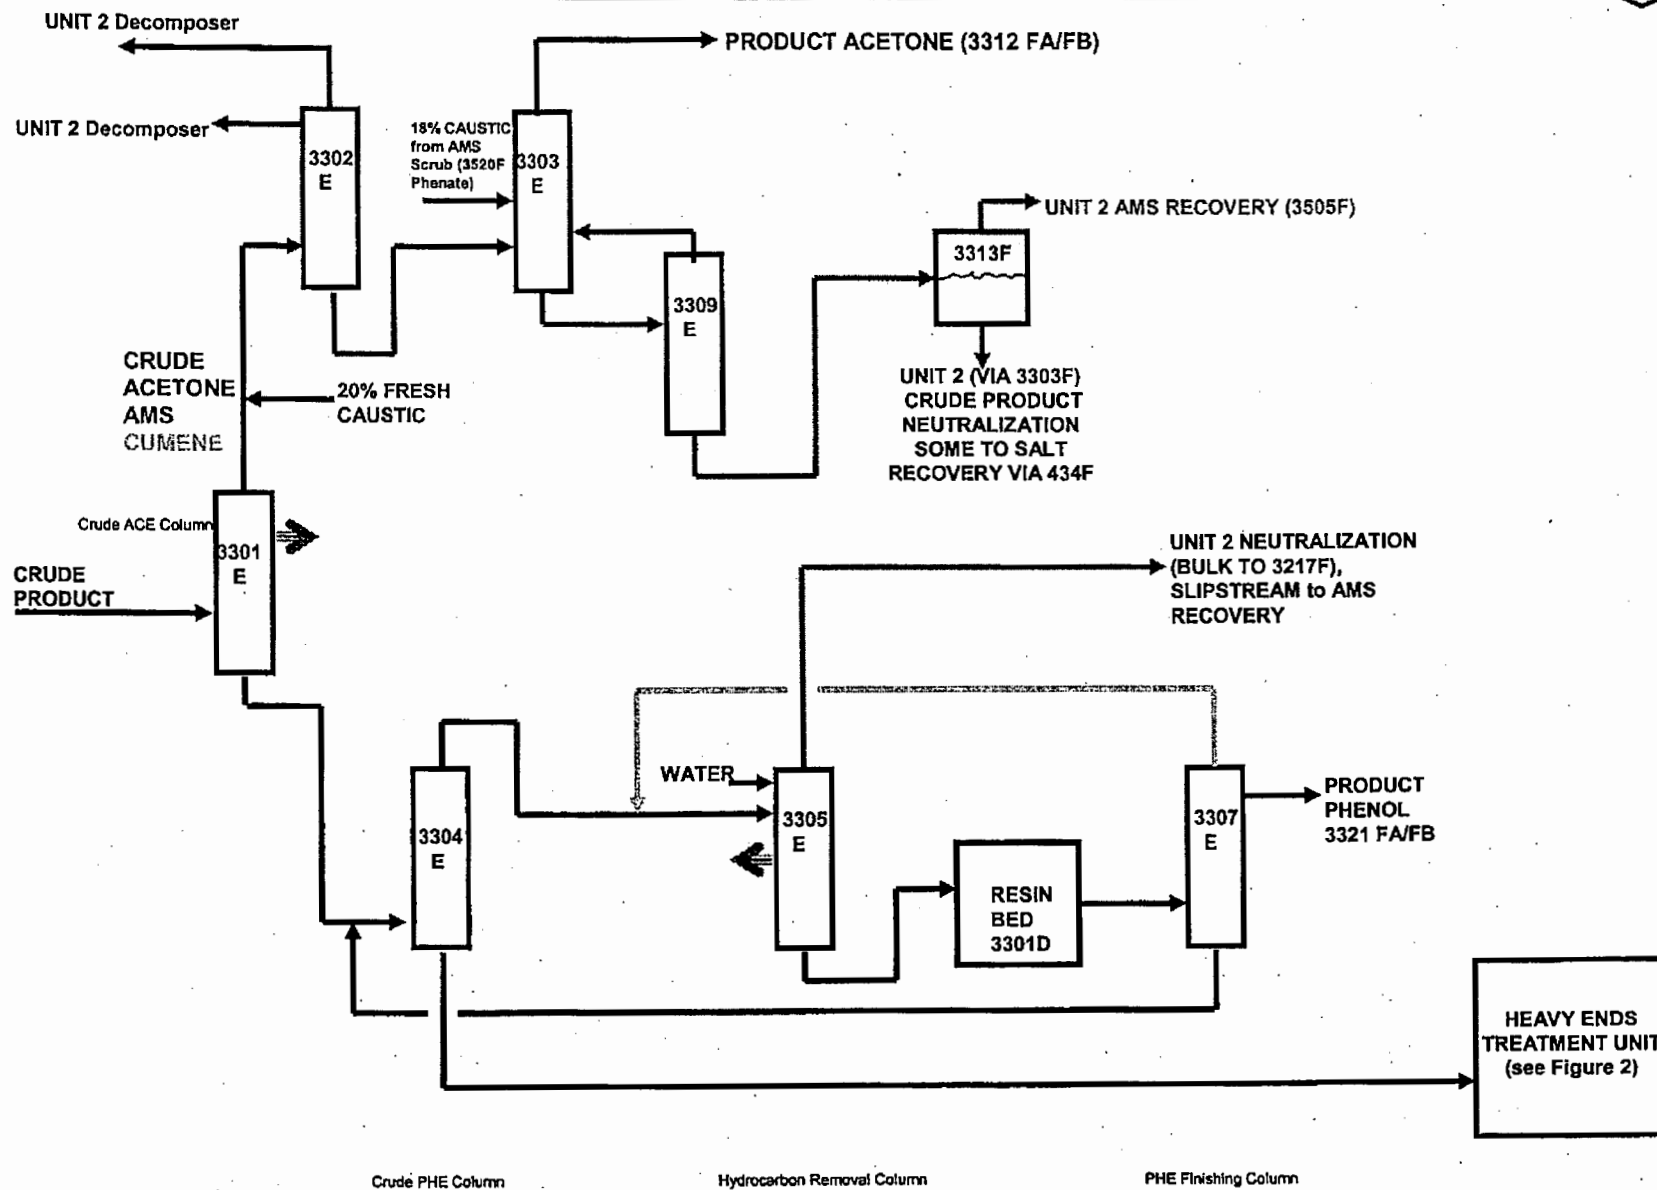 UNIT 2 Decomposer
PRODUCT ACETONE (3312 FA/FB)
UNIT 2 Decomposer
3302
E
18% CAUSTIC
from AMS
Scrub (3520F
Phenate)
3303
E
UNIT 2 AMS RECOVERY (3505F)
3313F
3309
E
CRUDE
ACETONE
AMS
CUMENE
20% FRESH
CAUSTIC
UNIT 2 (VIA 3303F)
CRUDE PRODUCT
NEUTRALIZATION
SOME TO SALT
RECOVERY VIA 434F
Crude ACE Column
3301
E
CRUDE
PRODUCT
UNIT 2 NEUTRALIZATION
(BULK TO 3217F),
SLIPSTREAM to AMS
RECOVERY
WATER
3304
E
3305
E
RESIN
BED
3301D
3307
E
PRODUCT
PHENOL
3321 FA/FB
HEAVY ENDS
TREATMENT UNIT
(see Figure 2)
Crude PHE Column
Hydrocarbon Removal Column
PHE Finishing Column